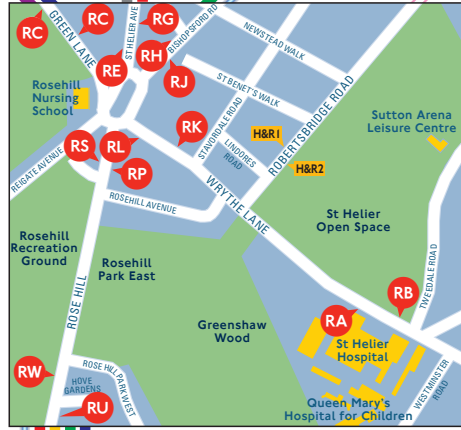 RC
RC
GREEN LANE
ST HELIER AVE
RG
BISHOPSFORD RD
RH
RE
RJ
NEWSTEAD WALK
ST BENET'S WALK
ROBERTSBRIDGE ROAD
Rosehill
Nursing
School
STAVORDALE ROAD
RK
H&R1
LINDORES
ROAD
H&R2
Sutton Arena
Leisure Centre
RS
RL
RP
REIGATE AVENUE
ROSEHILL AVENUE
WRYTHE LANE
St Helier
Open Space
Rosehill
Recreation
Ground
Rosehill
Park East
ROSE HILL
TWEEDALE ROAD
RB
RA
Greenshaw
Wood
St Helier
Hospital
RW
ROSE HILL PARK WEST
HOVE
GARDENS
RU
WESTMINSTER
ROAD
Queen Mary's
Hospital for Children